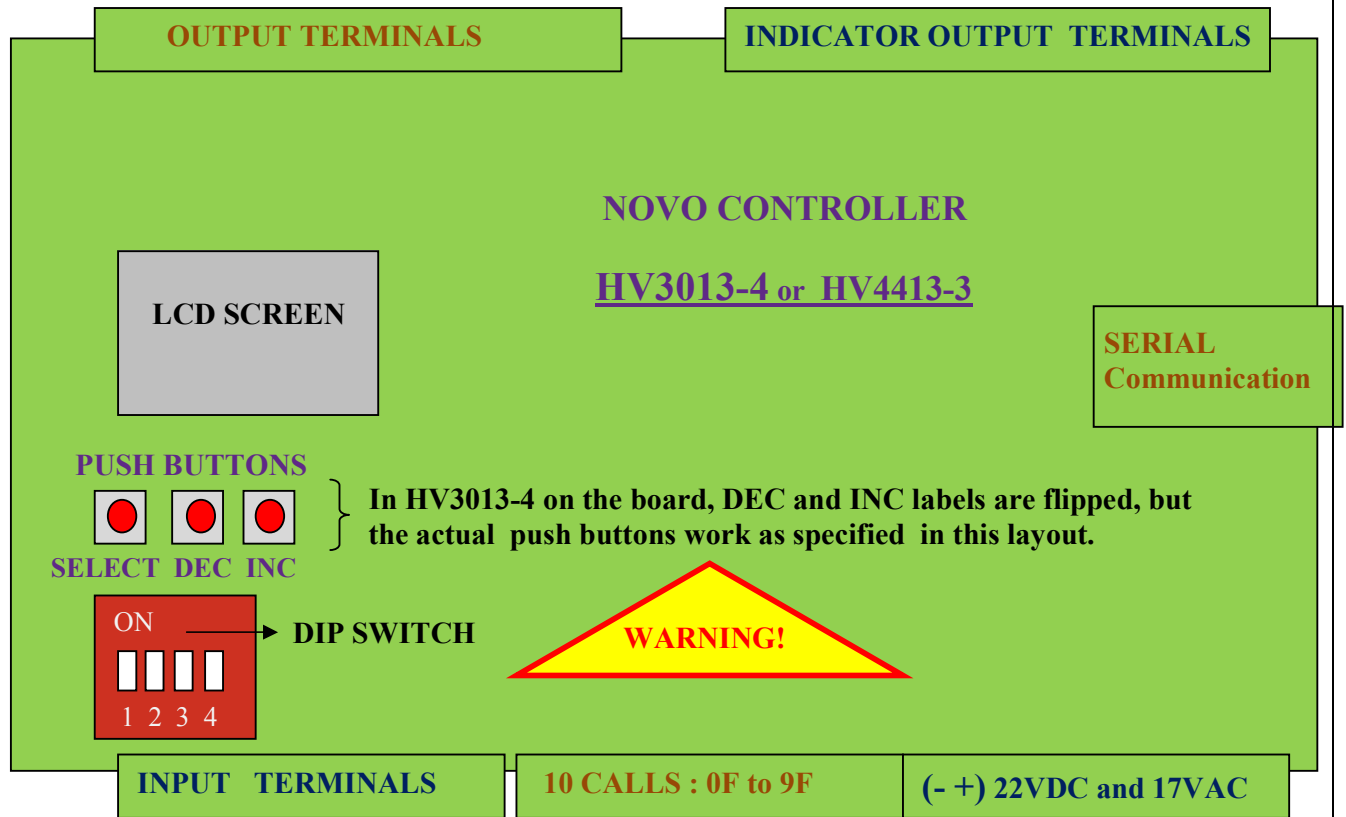 OUTPUT TERMINALS
INDICATOR OUTPUT TERMINALS
NOVO CONTROLLER
HV3013-4 or HV4413-3
LCD SCREEN
SERIAL
Communication
PUSH BUTTONS
In HV3013-4 on the board, DEC and INC labels are flipped, but
the actual push buttons work as specified in this layout.
SELECT DEC INC
ON
DIP SWITCH
WARNING!
1 2 3 4
INPUT TERMINALS
10 CALLS : 0F to 9F
(- +) 22VDC and 17VAC